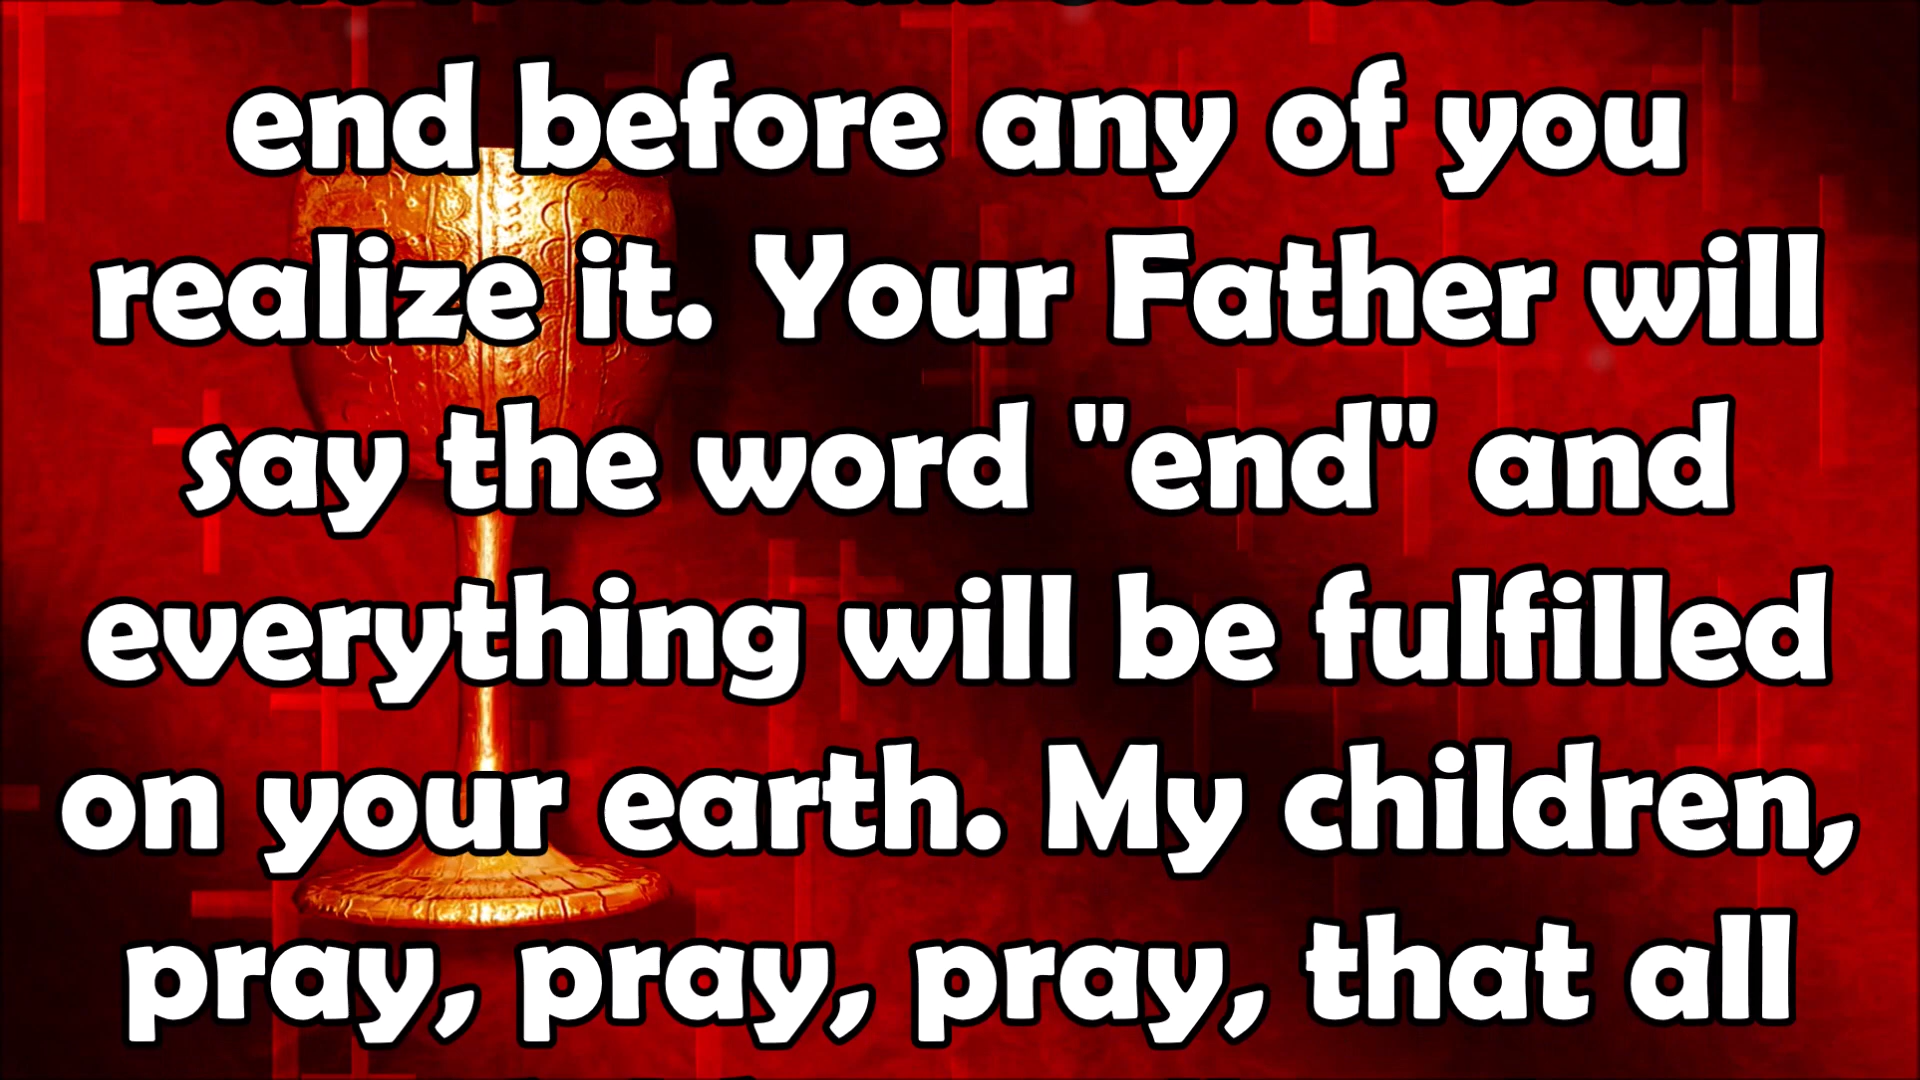 end before any of you
realize it. Your Father will
say the word "end" and
everything will be fulfilled
on your earth. My children,
pray, pray, pray, that all